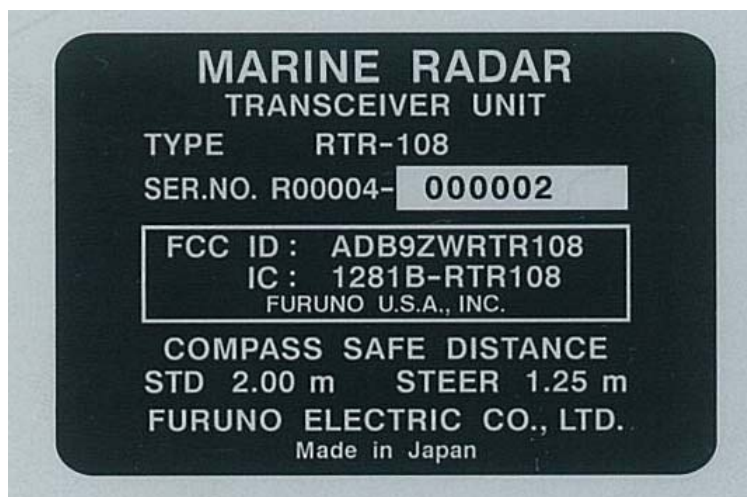 MARINE RADAR
TRANSCEIVER UNIT
TYPE RTR-108
SER.NO. R00004- 000002
FCC ID : ADB9ZWRTR108
IC : 1281B-RTR108
FURUNO U.S.A., INC.
COMPASS SAFE DISTANCE
STD 2.00 m STEER 1.25 m
FURUNO ELECTRIC CO., LTD.
Made in Japan